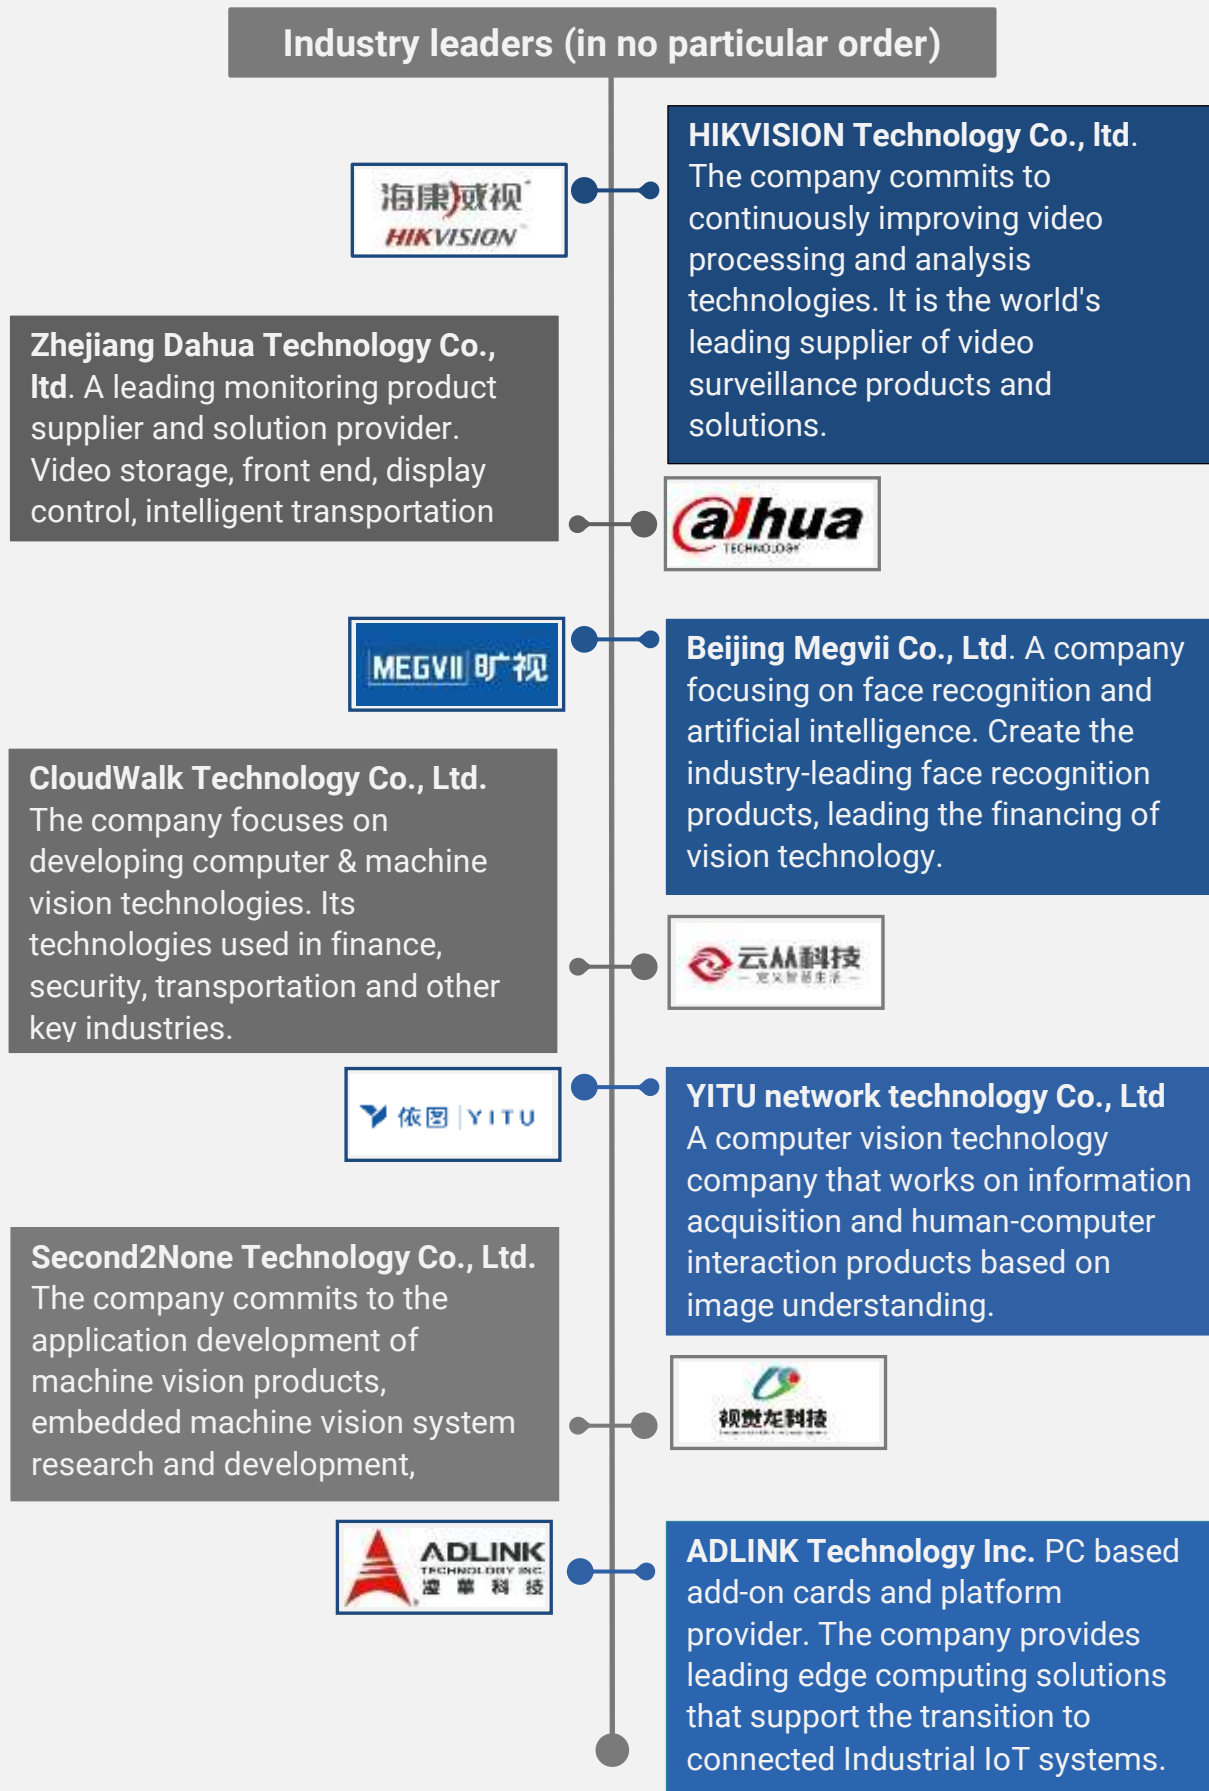 Industry leaders (in no particular order)
海康威视
HIKVISION
HIKVISION Technology Co., ltd.
The company commits to
continuously improving video
processing and analysis
technologies. It is the world's
leading supplier of video
surveillance products and
solutions.
Zhejiang Dahua Technology Co.,
ltd. A leading monitoring product
supplier and solution provider.
Video storage, front end, display
control, intelligent transportation
alhua
TECHNOLOGY
MEGVII 旷视
Beijing Megvii Co., Ltd. A company
focusing on face recognition and
artificial intelligence. Create the
industry-leading face recognition
products, leading the financing of
vision technology.
CloudWalk Technology Co., Ltd.
The company focuses on
developing computer & machine
vision technologies. Its
technologies used in finance,
security, transportation and other
key industries.
云从科技
定义智慧生活
依图 | YITU
YITU network technology Co., Ltd
A computer vision technology
company that works on information
acquisition and human-computer
interaction products based on
image understanding.
Second2None Technology Co., Ltd.
The company commits to the
application development of
machine vision products,
embedded machine vision system
research and development,
视觉龙科技
ADLINK
TECHNOLOGY INC.
凌華科技
ADLINK Technology Inc. PC based
add-on cards and platform
provider. The company provides
leading edge computing solutions
that support the transition to
connected Industrial IoT systems.